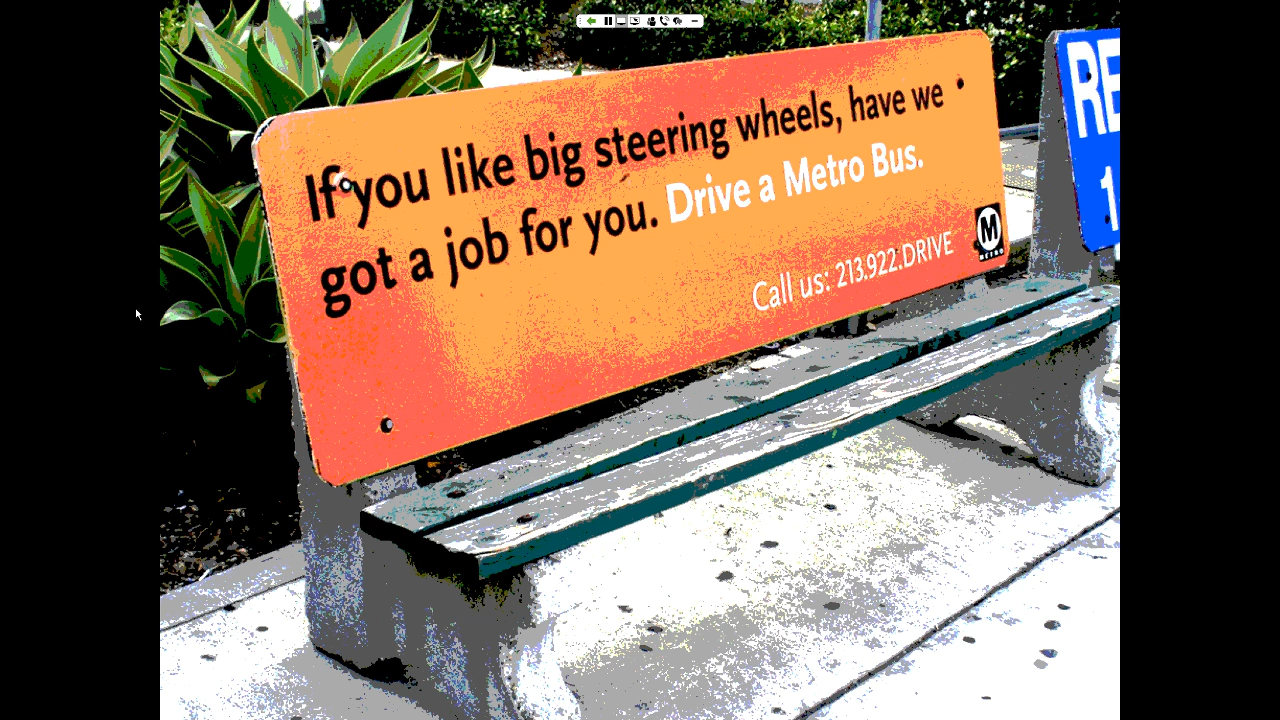 If you like big steering wheels, have we
got a job for you. Drive a Metro Bus.
Call us: 213.922.DRIVE
M
METRO
RE
1